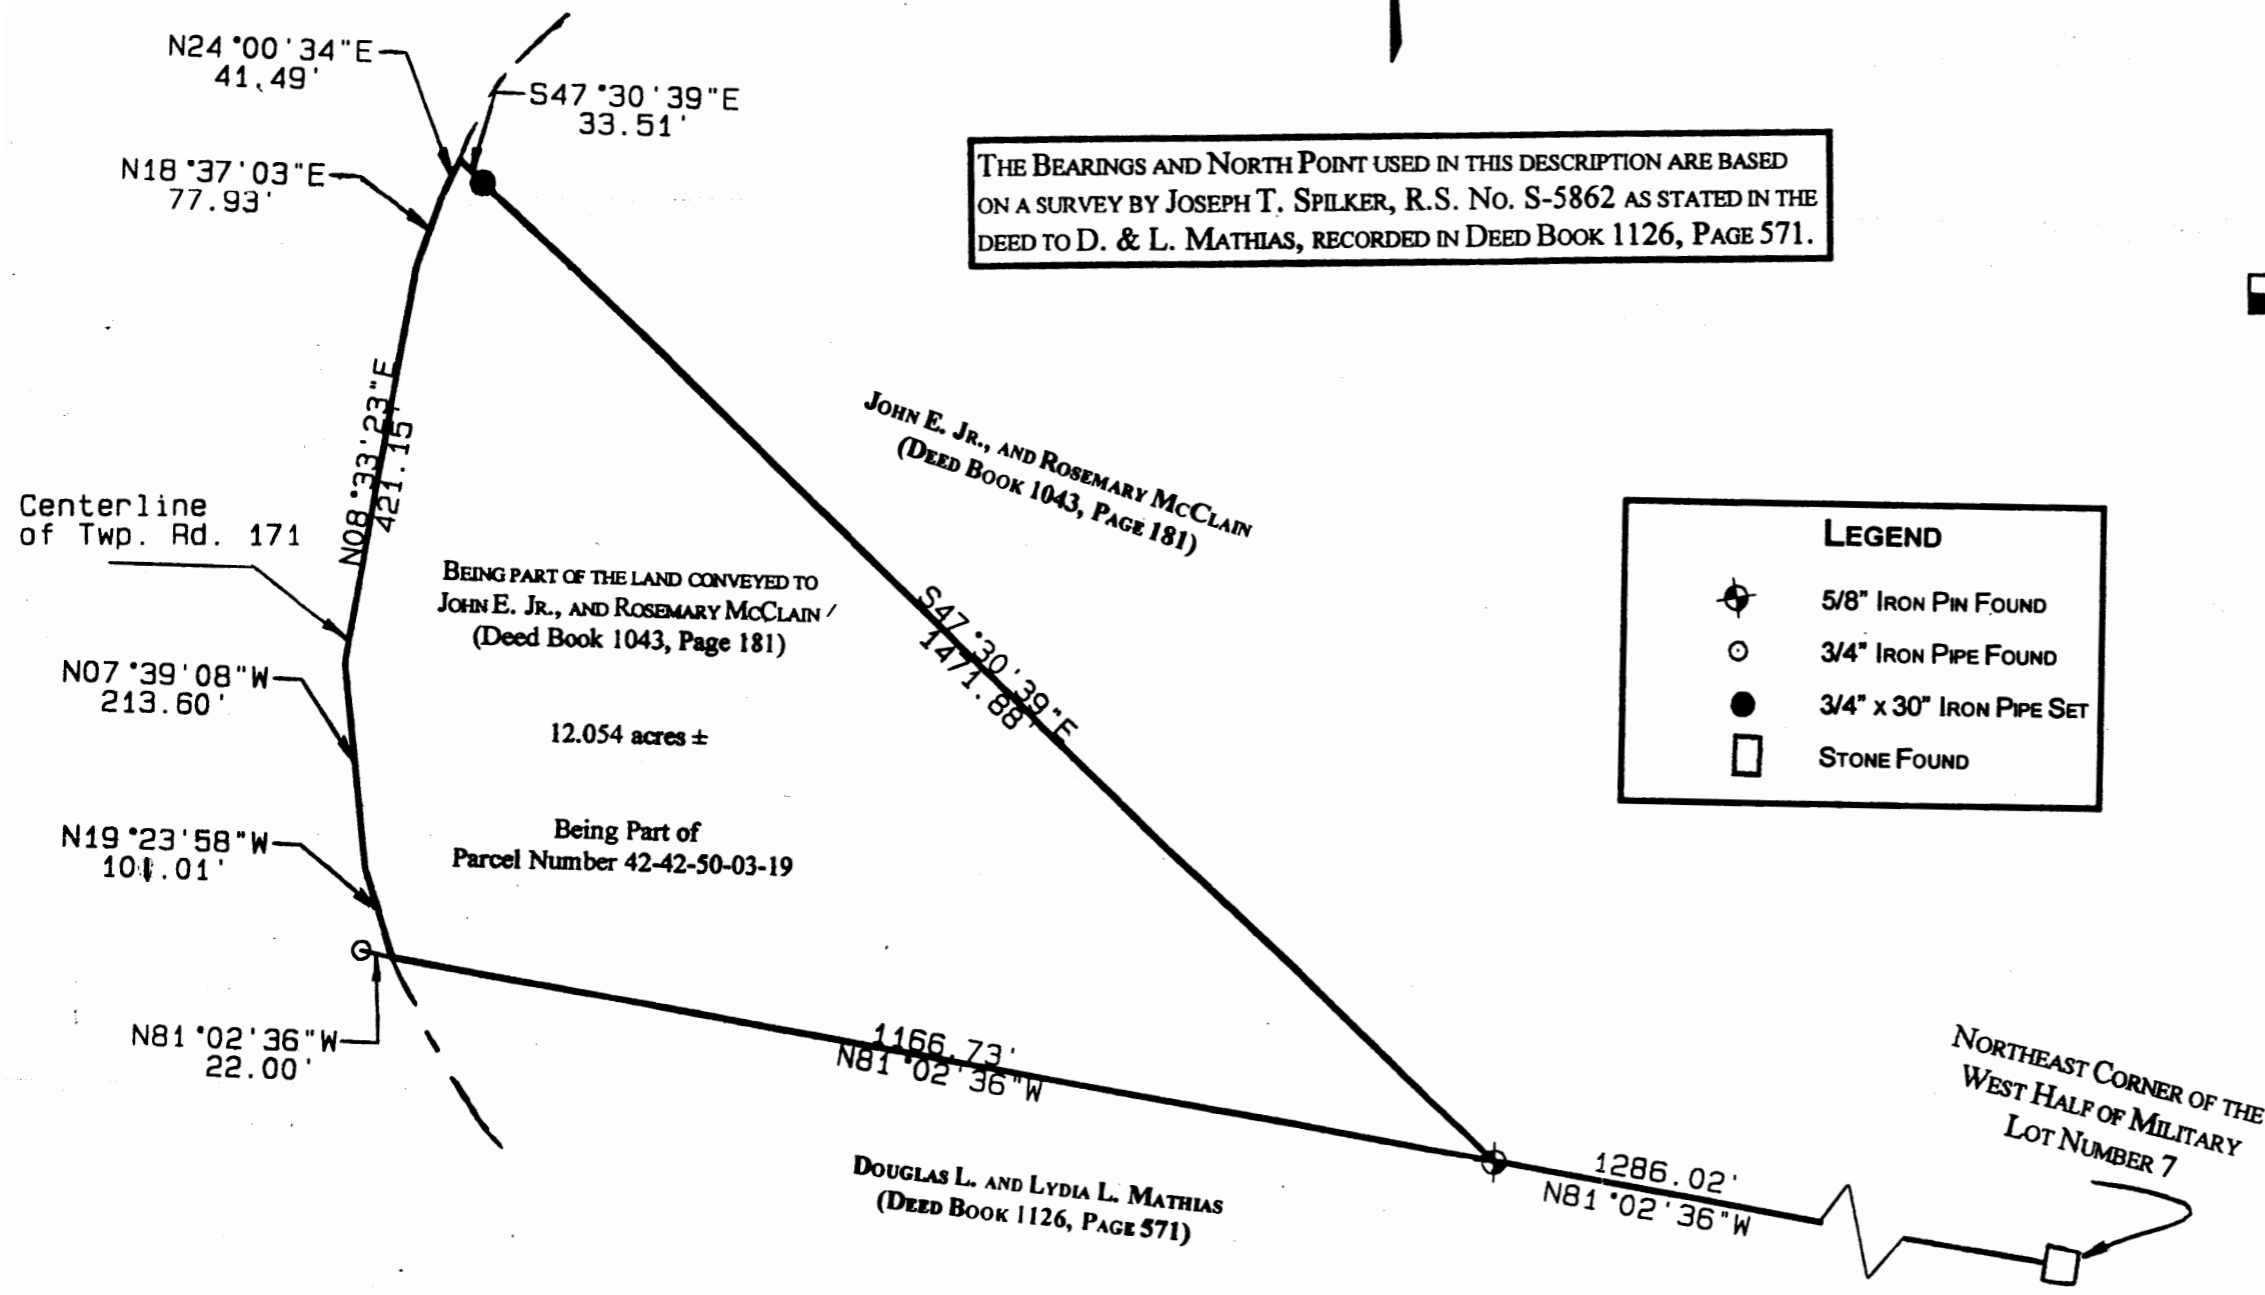 N24°00'34"E
41.49'
S47°30'39"E
33.51'
N18°37'03"E
77.93'
THE BEARINGS AND NORTH POINT USED IN THIS DESCRIPTION ARE BASED
ON A SURVEY BY JOSEPH T. SPILKER, R.S. NO. S-5862 AS STATED IN THE
DEED TO D. & L. MATHIAS, RECORDED IN DEED BOOK 1126, PAGE 571.
N08°33'23"E
421.15'
JOHN E. JR., AND ROSEMARY MCCLAIN
(DEED BOOK 1043, PAGE 181)
Centerline
of Twp. Rd. 171
BEING PART OF THE LAND CONVEYED TO
JOHN E. JR., AND ROSEMARY MCCLAIN /
(Deed Book 1043, Page 181)
S47°30'39"E
1471.88'
LEGEND
5/8" IRON PIN FOUND
3/4" IRON PIPE FOUND
3/4" x 30" IRON PIPE SET
STONE FOUND
N07°39'08"W
213.60'
12.054 acres ±
Being Part of
Parcel Number 42-42-50-03-19
N19°23'58"W
101.01'
N81°02'36"W
22.00'
1166.73'
N81°02'36"W
DOUGLAS L. AND LYDIA L. MATHIAS
(DEED BOOK 1126, PAGE 571)
1286.02'
N81°02'36"W
NORTHEAST CORNER OF THE
WEST HALF OF MILITARY
LOT NUMBER 7